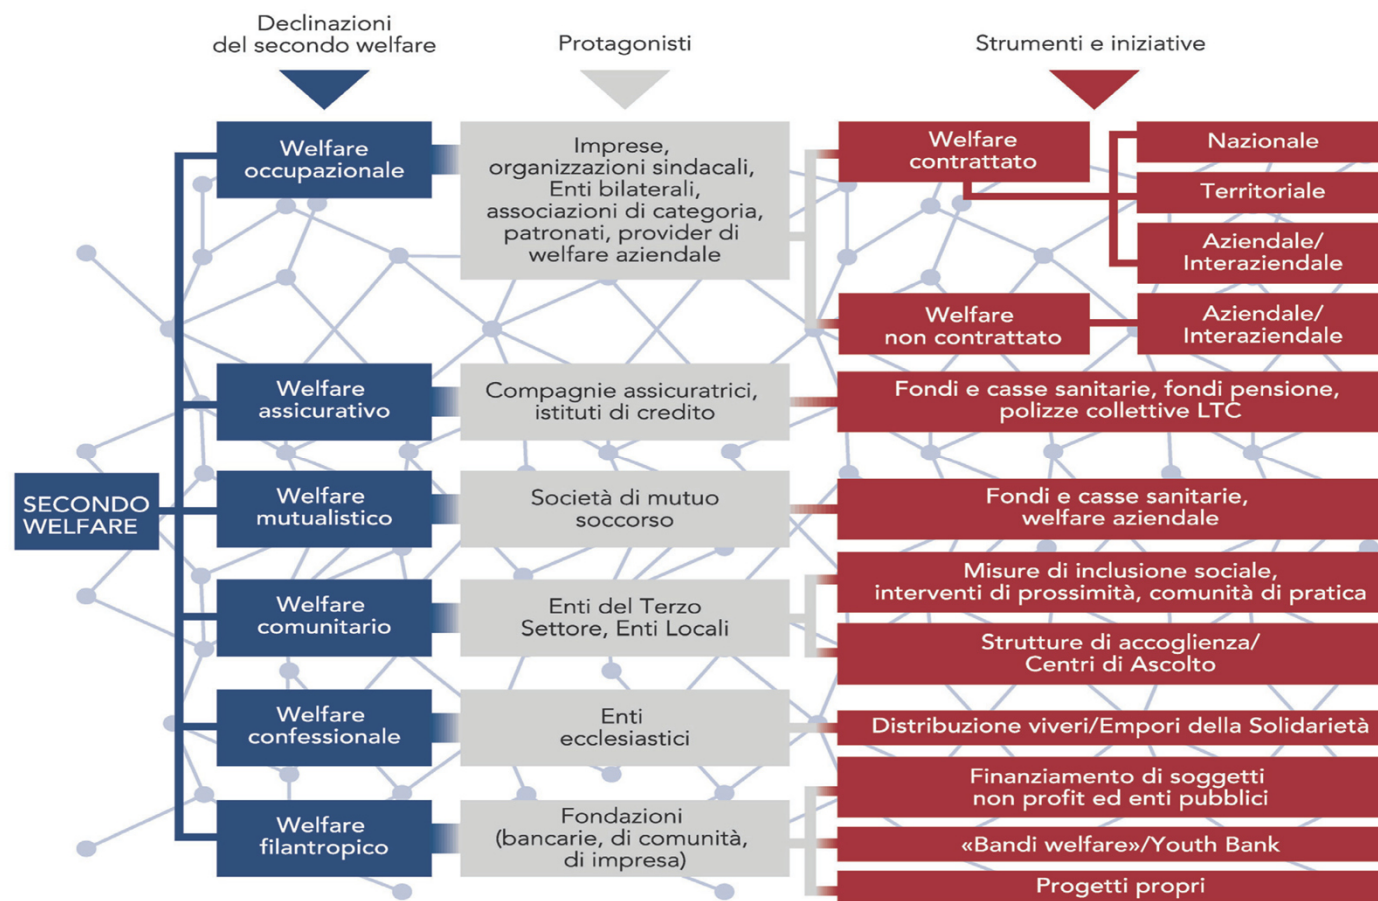 Declinazioni
del secondo welfare
Protagonisti
Strumenti e iniziative
SECONDO
WELFARE
Welfare
occupazionale
Imprese,
organizzazioni sindacali,
Enti bilaterali,
associazioni di categoria,
patronati, provider di
welfare aziendale
Welfare
contrattato
Nazionale
Territoriale
Aziendale/
Interaziendale
Welfare
non contrattato
Aziendale/
Interaziendale
Welfare
assicurativo
Compagnie assicuratrici,
istituti di credito
Fondi e casse sanitarie, fondi pensione,
polizze collettive LTC
Welfare
mutualistico
Società di mutuo
soccorso
Fondi e casse sanitarie,
welfare aziendale
Welfare
comunitario
Enti del Terzo
Settore, Enti Locali
Misure di inclusione sociale,
interventi di prossimità, comunità di pratica
Strutture di accoglienza/
Centri di Ascolto
Welfare
confessionale
Enti
ecclesiastici
Distribuzione viveri/Empori della Solidarietà
Welfare
filantropico
Fondazioni
(bancarie, di comunità,
di impresa)
Finanziamento di soggetti
non profit ed enti pubblici
«Bandi welfare»/Youth Bank
Progetti propri